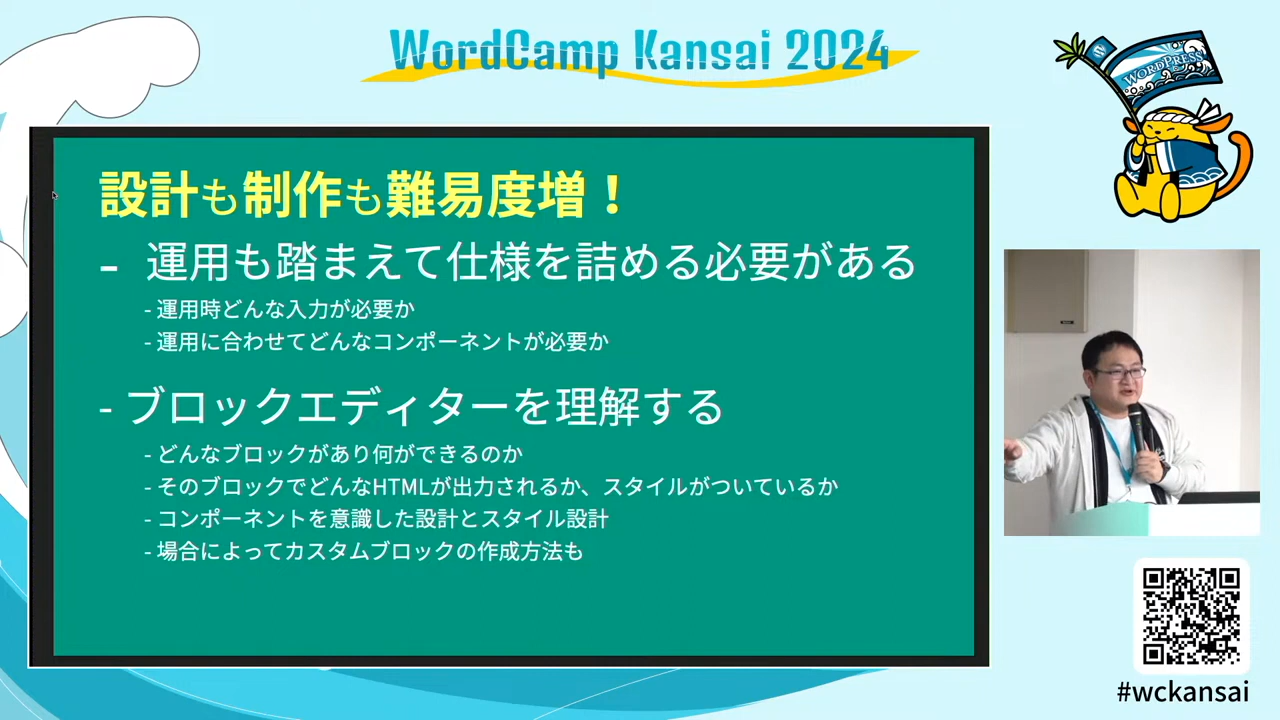 WordCamp Kansai 2024
WORDPRESS
設計も制作も難易度増！
- 運用も踏まえて仕様を詰める必要がある
- 運用時どんな入力が必要か
- 運用に合わせてどんなコンポーネントが必要か
- ブロックエディターを理解する
- どんなブロックがあり何ができるのか
- そのブロックでどんなHTMLが出力されるか、スタイルがついているか
- コンポーネントを意識した設計とスタイル設計
- 場合によってカスタムブロックの作成方法も
#wckansai